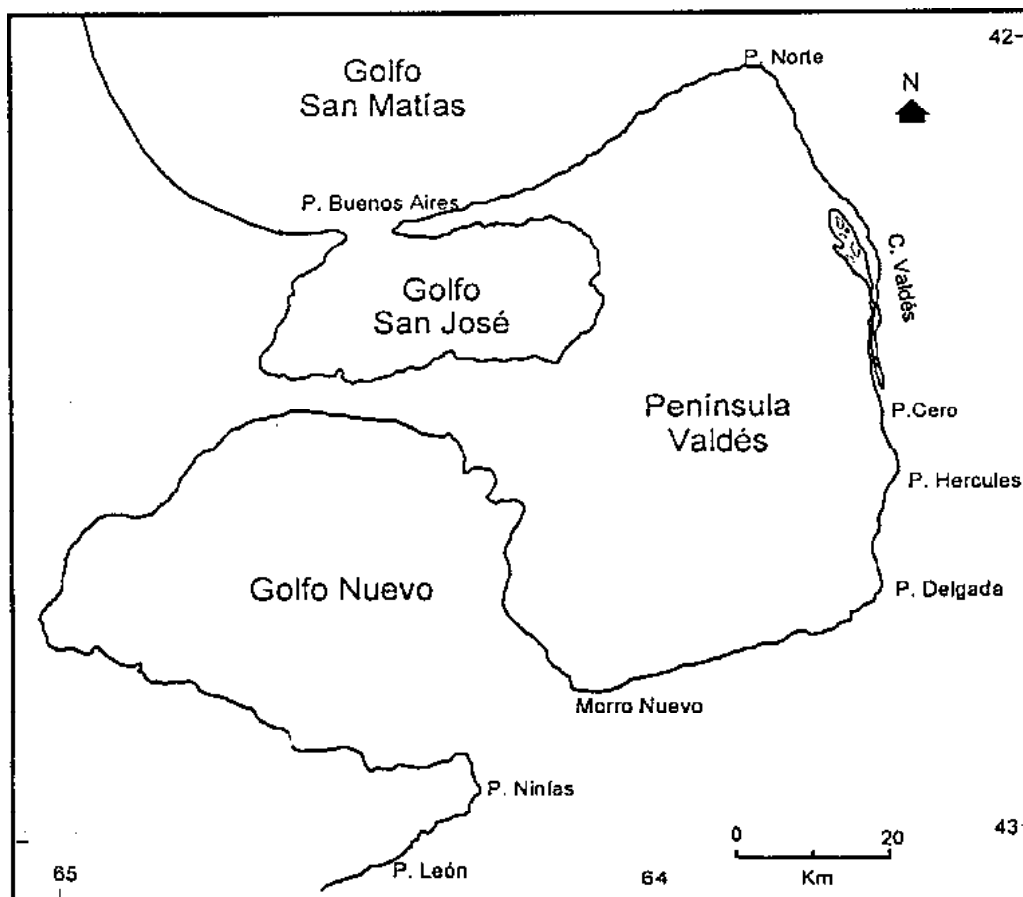 42
P. Norte
Golfo
San Matías
N
P. Buenos Aires
C. Valdés
Golfo
San José
Península
Valdés
P.Cero
P. Hercules
Golfo Nuevo
P. Delgada
Morro Nuevo
P. Ninfas
0 20
43
P. León
65
64
Km